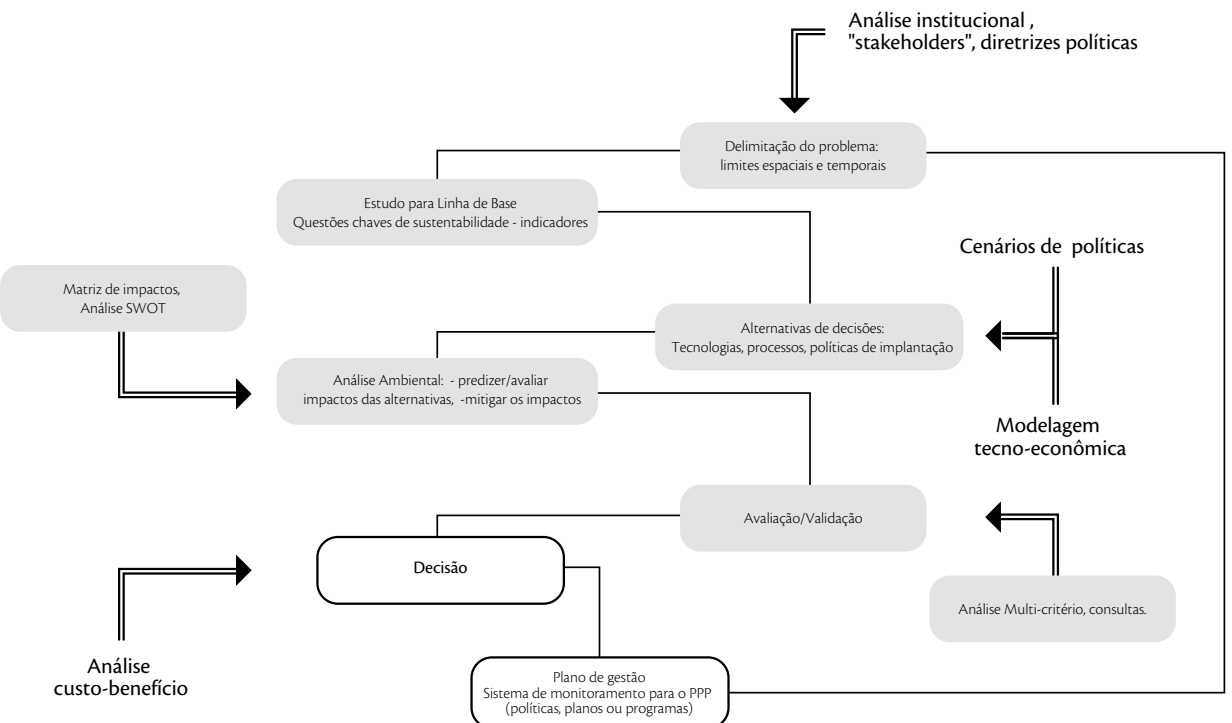 Análise institucional ,
"stakeholders", diretrizes políticas
Delimitação do problema:
limites espaciais e temporais
Estudo para Linha de Base
Questões chaves de sustentabilidade - indicadores
Cenários de políticas
Matriz de impactos,
Análise SWOT
Alternativas de decisões:
Tecnologias, processos, políticas de implantação
Análise Ambiental: - predizer/avaliar
impactos das alternativas, -mitigar os impactos
Modelagem
tecno-econômica
Avaliação/Validação
Decisão
Análise Multi-critério, consultas.
Análise
custo-benefício
Plano de gestão
Sistema de monitoramento para o PPP
(políticas, planos ou programas)